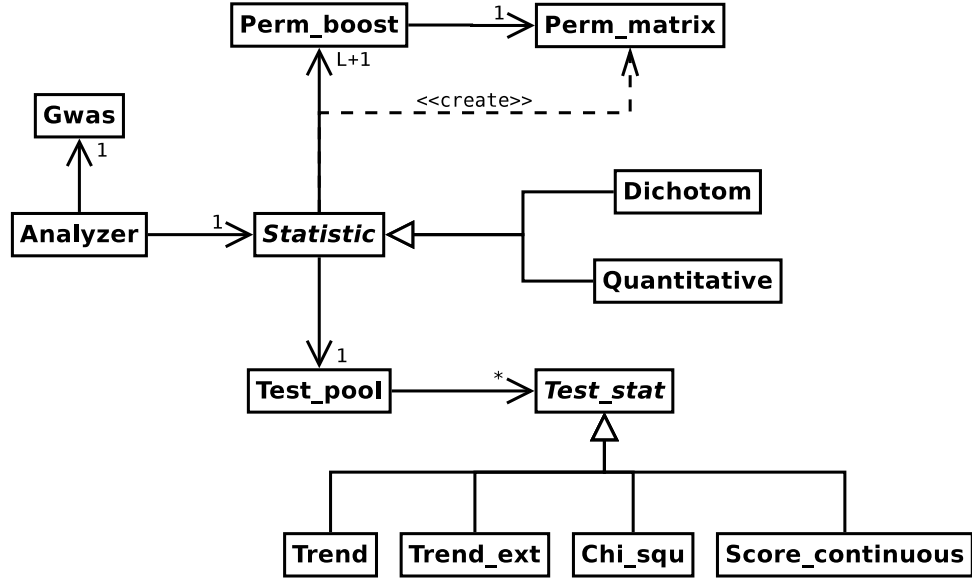 Perm_boost
1
Perm_matrix
L+1
<<create>>
Gwas
1
Dichotom
Analyzer
1
Statistic
Quantitative
1
Test_pool
*
Test_stat
Trend
Trend_ext
Chi_squ
Score_continuous